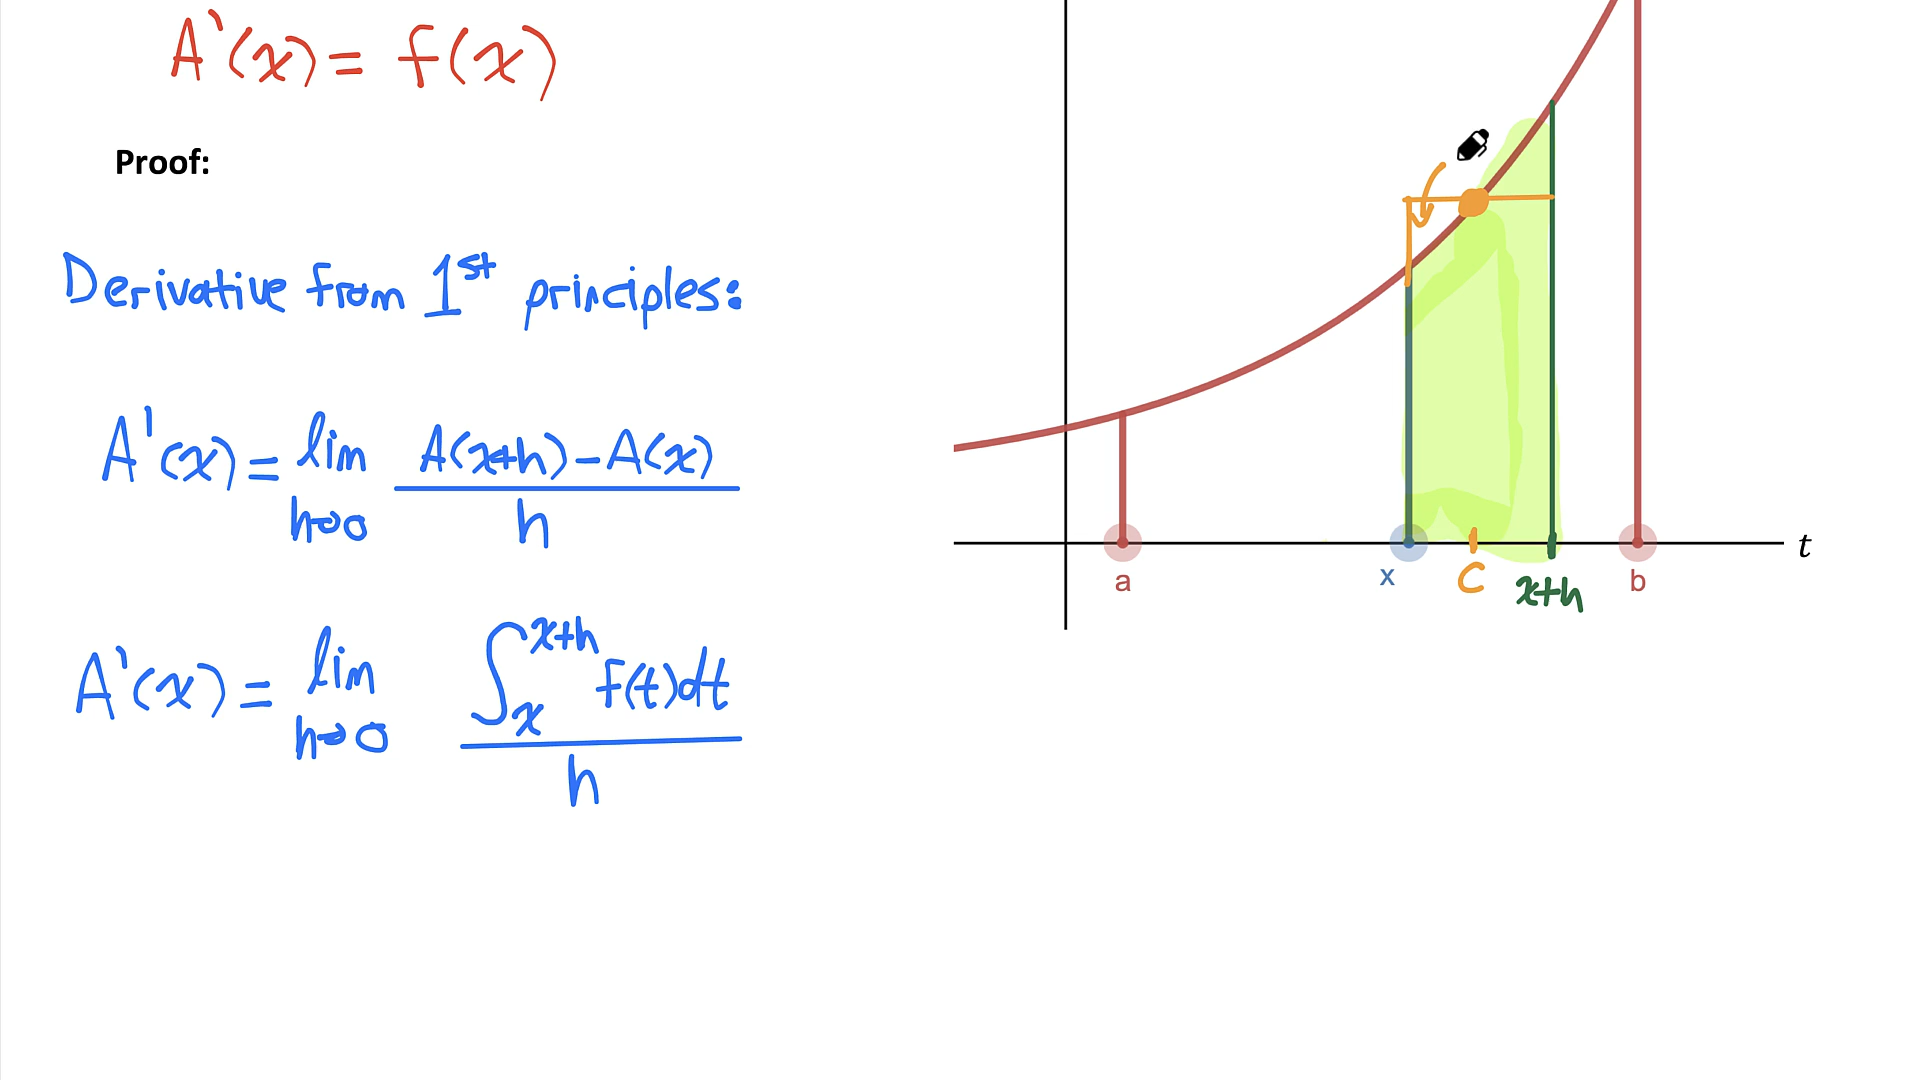 A'(x) = f(x)
Proof:
Derivative from 1st principles:
A'(x) = lim h→0 A(x+h) - A(x) / h
A'(x) = lim h→0 ∫x^x+h f(t)dt / h
t
a
x
c
x+h
b